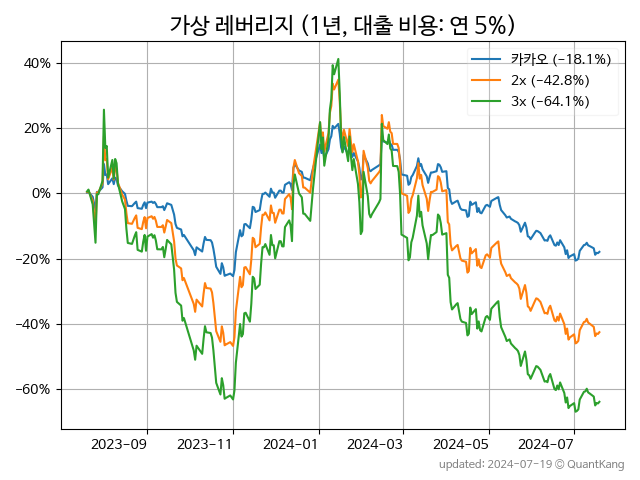 가상 레버리지 (1년, 대출 비용: 연 5%)
카카오 (−18.1%)
2x (−42.8%)
3x (−64.1%)
40%
20%
0%
−20%
−40%
−60%
2023-09 2023-11 2024-01 2024-03 2024-05 2024-07
updated: 2024-07-19 © QuantKang